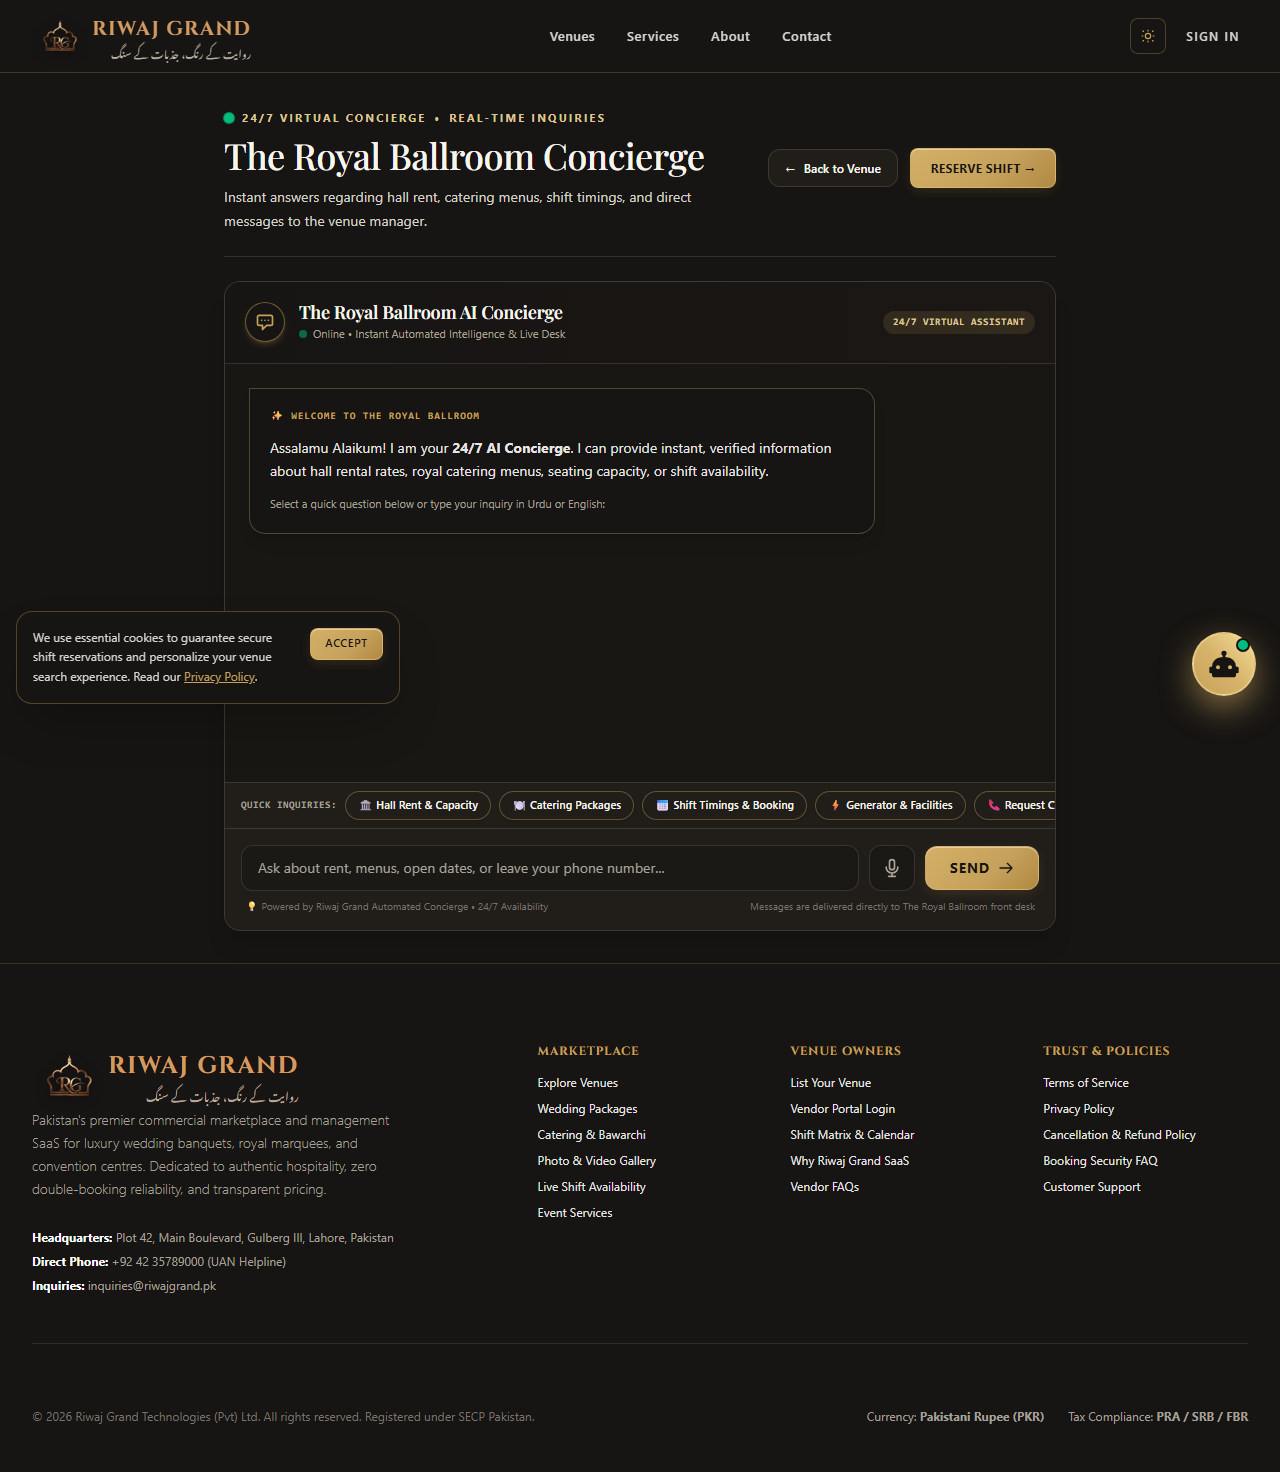 RIWAJ GRAND
روایت کے رنگ، جذبات کے سنگ
Venues Services About Contact
SIGN IN
24/7 VIRTUAL CONCIERGE • REAL-TIME INQUIRIES
The Royal Ballroom Concierge
Instant answers regarding hall rent, catering menus, shift timings, and direct
messages to the venue manager.
← Back to Venue
RESERVE SHIFT →
The Royal Ballroom AI Concierge
Online • Instant Automated Intelligence & Live Desk
24/7 VIRTUAL ASSISTANT
✨ WELCOME TO THE ROYAL BALLROOM
Assalamu Alaikum! I am your 24/7 AI Concierge. I can provide instant, verified information
about hall rental rates, royal catering menus, seating capacity, or shift availability.
Select a quick question below or type your inquiry in Urdu or English:
We use essential cookies to guarantee secure
shift reservations and personalize your venue
search experience. Read our Privacy Policy.
ACCEPT
QUICK INQUIRIES: 🏛️ Hall Rent & Capacity 🍽️ Catering Packages 📅 Shift Timings & Booking ⚡ Generator & Facilities 📞 Request C
Ask about rent, menus, open dates, or leave your phone number...
SEND →
💡 Powered by Riwaj Grand Automated Concierge • 24/7 Availability
Messages are delivered directly to The Royal Ballroom front desk
RIWAJ GRAND
روایت کے رنگ، جذبات کے سنگ
Pakistan's premier commercial marketplace and management
SaaS for luxury wedding banquets, royal marquees, and
convention centres. Dedicated to authentic hospitality, zero
double-booking reliability, and transparent pricing.
Headquarters: Plot 42, Main Boulevard, Gulberg III, Lahore, Pakistan
Direct Phone: +92 42 35789000 (UAN Helpline)
Inquiries: inquiries@riwajgrand.pk
MARKETPLACE
Explore Venues
Wedding Packages
Catering & Bawarchi
Photo & Video Gallery
Live Shift Availability
Event Services
VENUE OWNERS
List Your Venue
Vendor Portal Login
Shift Matrix & Calendar
Why Riwaj Grand SaaS
Vendor FAQs
TRUST & POLICIES
Terms of Service
Privacy Policy
Cancellation & Refund Policy
Booking Security FAQ
Customer Support
© 2026 Riwaj Grand Technologies (Pvt) Ltd. All rights reserved. Registered under SECP Pakistan.
Currency: Pakistani Rupee (PKR)
Tax Compliance: PRA / SRB / FBR